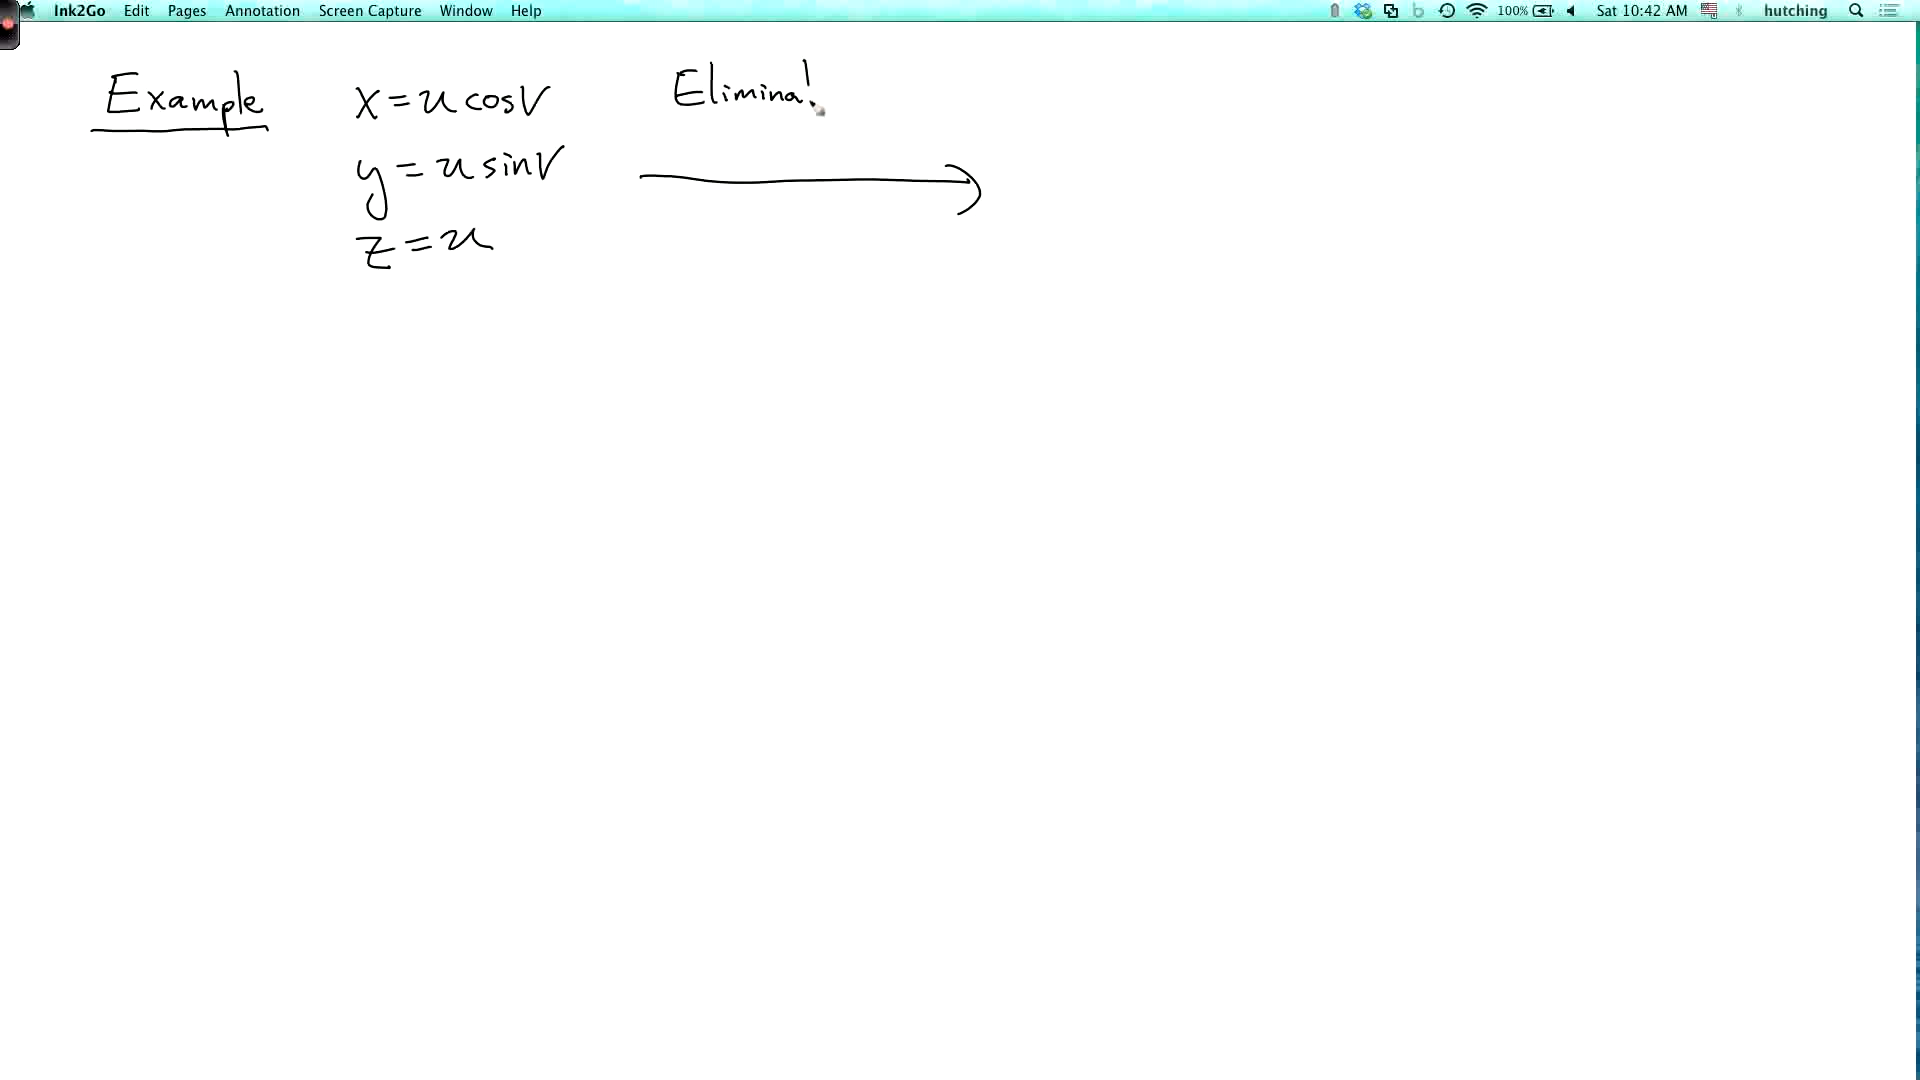 Ink2Go Edit Pages Annotation Screen Capture Window Help 100% Sat 10:42 AM hutching
Example x = u cos v Elimina
y = u sin v
z = u